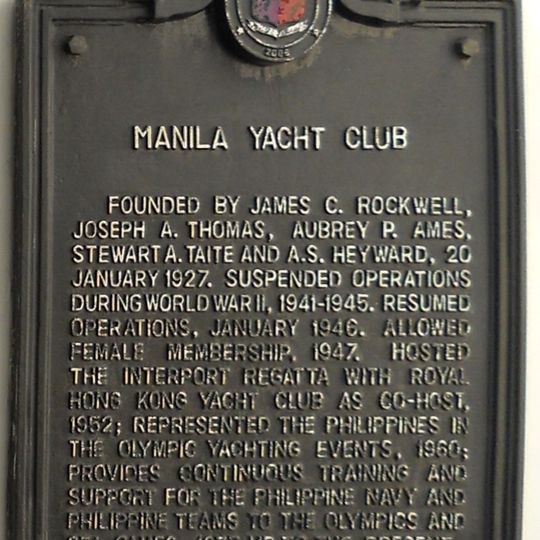 MANILA YACHT CLUB
FOUNDED BY JAMES C. ROCKWELL,
JOSEPH A. THOMAS, AUBREY P. AMES,
STEWART A. TAITE AND A.S. HEYWARD, 20
JANUARY 1927. SUSPENDED OPERATIONS
DURING WORLD WAR II, 1941-1945. RESUMED
OPERATIONS, JANUARY 1946. ALLOWED
FEMALE MEMBERSHIP, 1947. HOSTED
THE INTERPORT REGATTA WITH ROYAL
HONG KONG YACHT CLUB AS CO-HOST,
1952; REPRESENTED THE PHILIPPINES IN
THE OLYMPIC YACHTING EVENTS, 1960;
PROVIDES CONTINUOUS TRAINING AND
SUPPORT FOR THE PHILIPPINE NAVY AND
PHILIPPINE TEAMS TO THE OLYMPICS AND